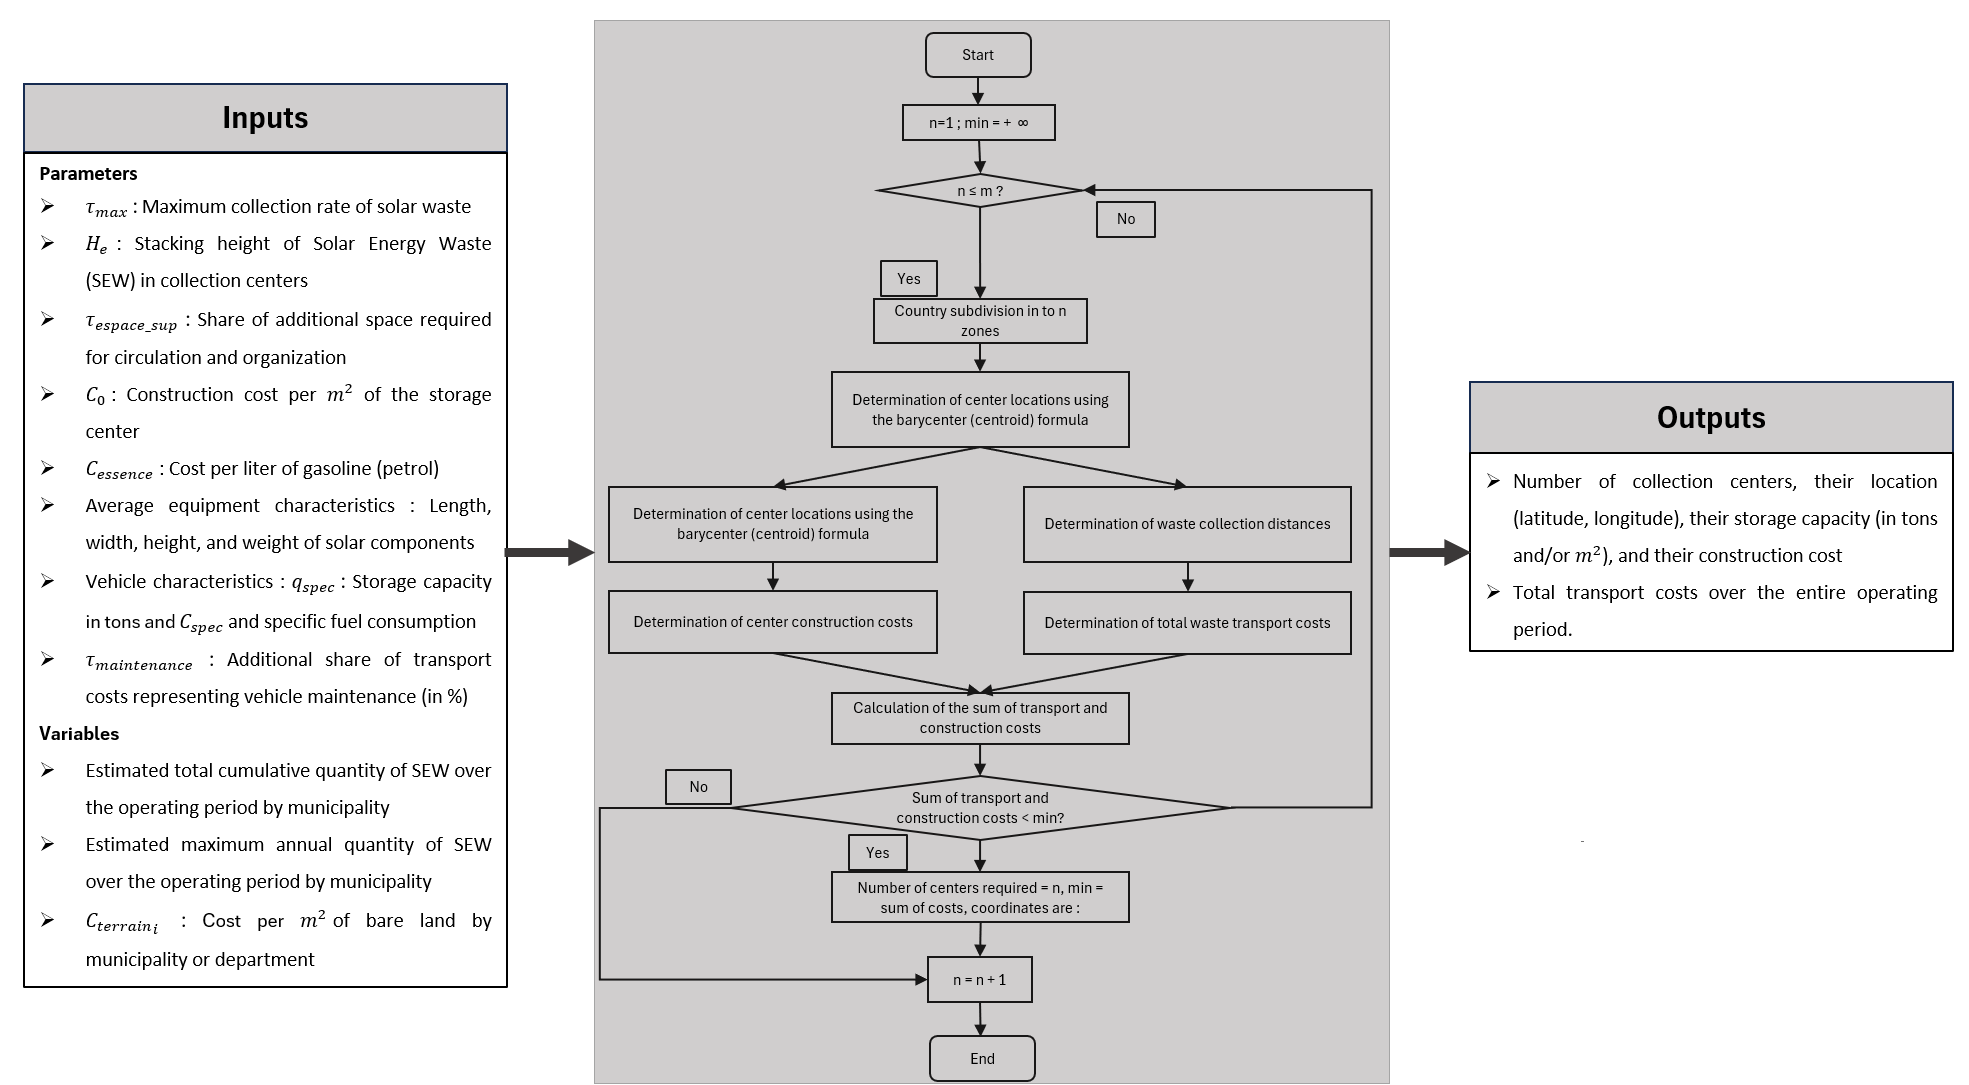 Inputs
Parameters
➢ τ_max : Maximum collection rate of solar waste
➢ H_e : Stacking height of Solar Energy Waste
(SEW) in collection centers
➢ τ_espace_sup : Share of additional space required
for circulation and organization
➢ C_0 : Construction cost per m² of the storage
center
➢ C_essence : Cost per liter of gasoline (petrol)
➢ Average equipment characteristics : Length,
width, height, and weight of solar components
➢ Vehicle characteristics : q_spec : Storage capacity
in tons and C_spec and specific fuel consumption
➢ τ_maintenance : Additional share of transport
costs representing vehicle maintenance (in %)
Variables
➢ Estimated total cumulative quantity of SEW over
the operating period by municipality
➢ Estimated maximum annual quantity of SEW
over the operating period by municipality
➢ C_terrain_i : Cost per m² of bare land by
municipality or department
Start
n=1 ; min = + ∞
n ≤ m ?
No
Yes
Country subdivision in to n
zones
Determination of center locations using
the barycenter (centroid) formula
Determination of center locations using the
barycenter (centroid) formula
Determination of waste collection distances
Determination of center construction costs
Determination of total waste transport costs
Calculation of the sum of transport and
construction costs
No
Sum of transport and
construction costs < min?
Yes
Number of centers required = n, min =
sum of costs, coordinates are :
n = n + 1
End
Outputs
➢ Number of collection centers, their location
(latitude, longitude), their storage capacity (in tons
and/or m²), and their construction cost
➢ Total transport costs over the entire operating
period.